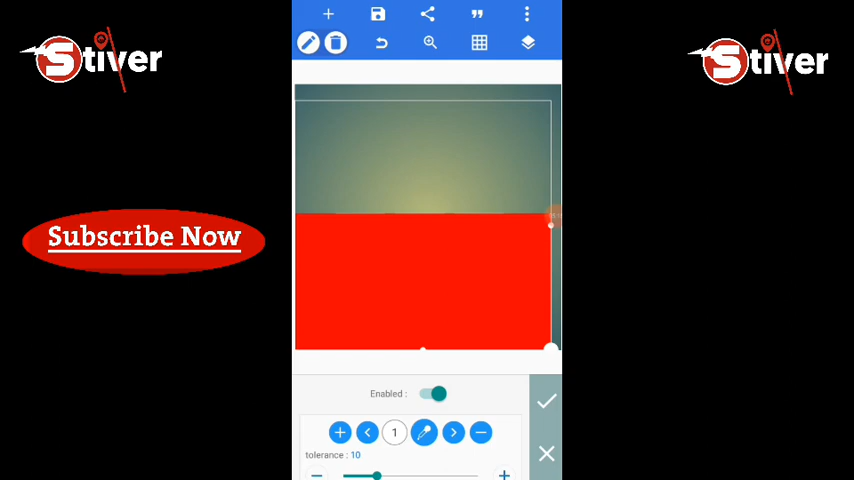 Stiver
Stiver
Subscribe Now
Enabled :
1
tolerance : 10